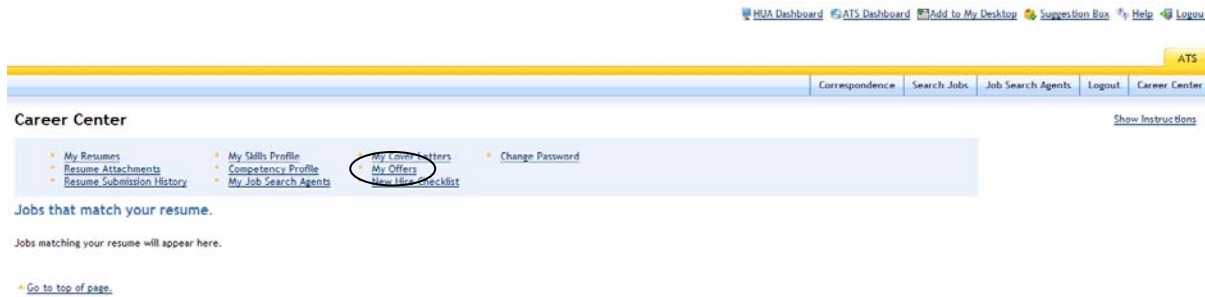 HUA Dashboard ATS Dashboard Add to My Desktop Suggestion Box Help Logou
ATS
Correspondence Search Jobs Job Search Agents Logout Career Center
Career Center
Show Instructions
My Resumes My Skills Profile My Cover Letters Change Password
Resume Attachments Competency Profile My Offers
Resume Submission History My Job Search Agents New Hire Checklist
Jobs that match your resume.
Jobs matching your resume will appear here.
Go to top of page.